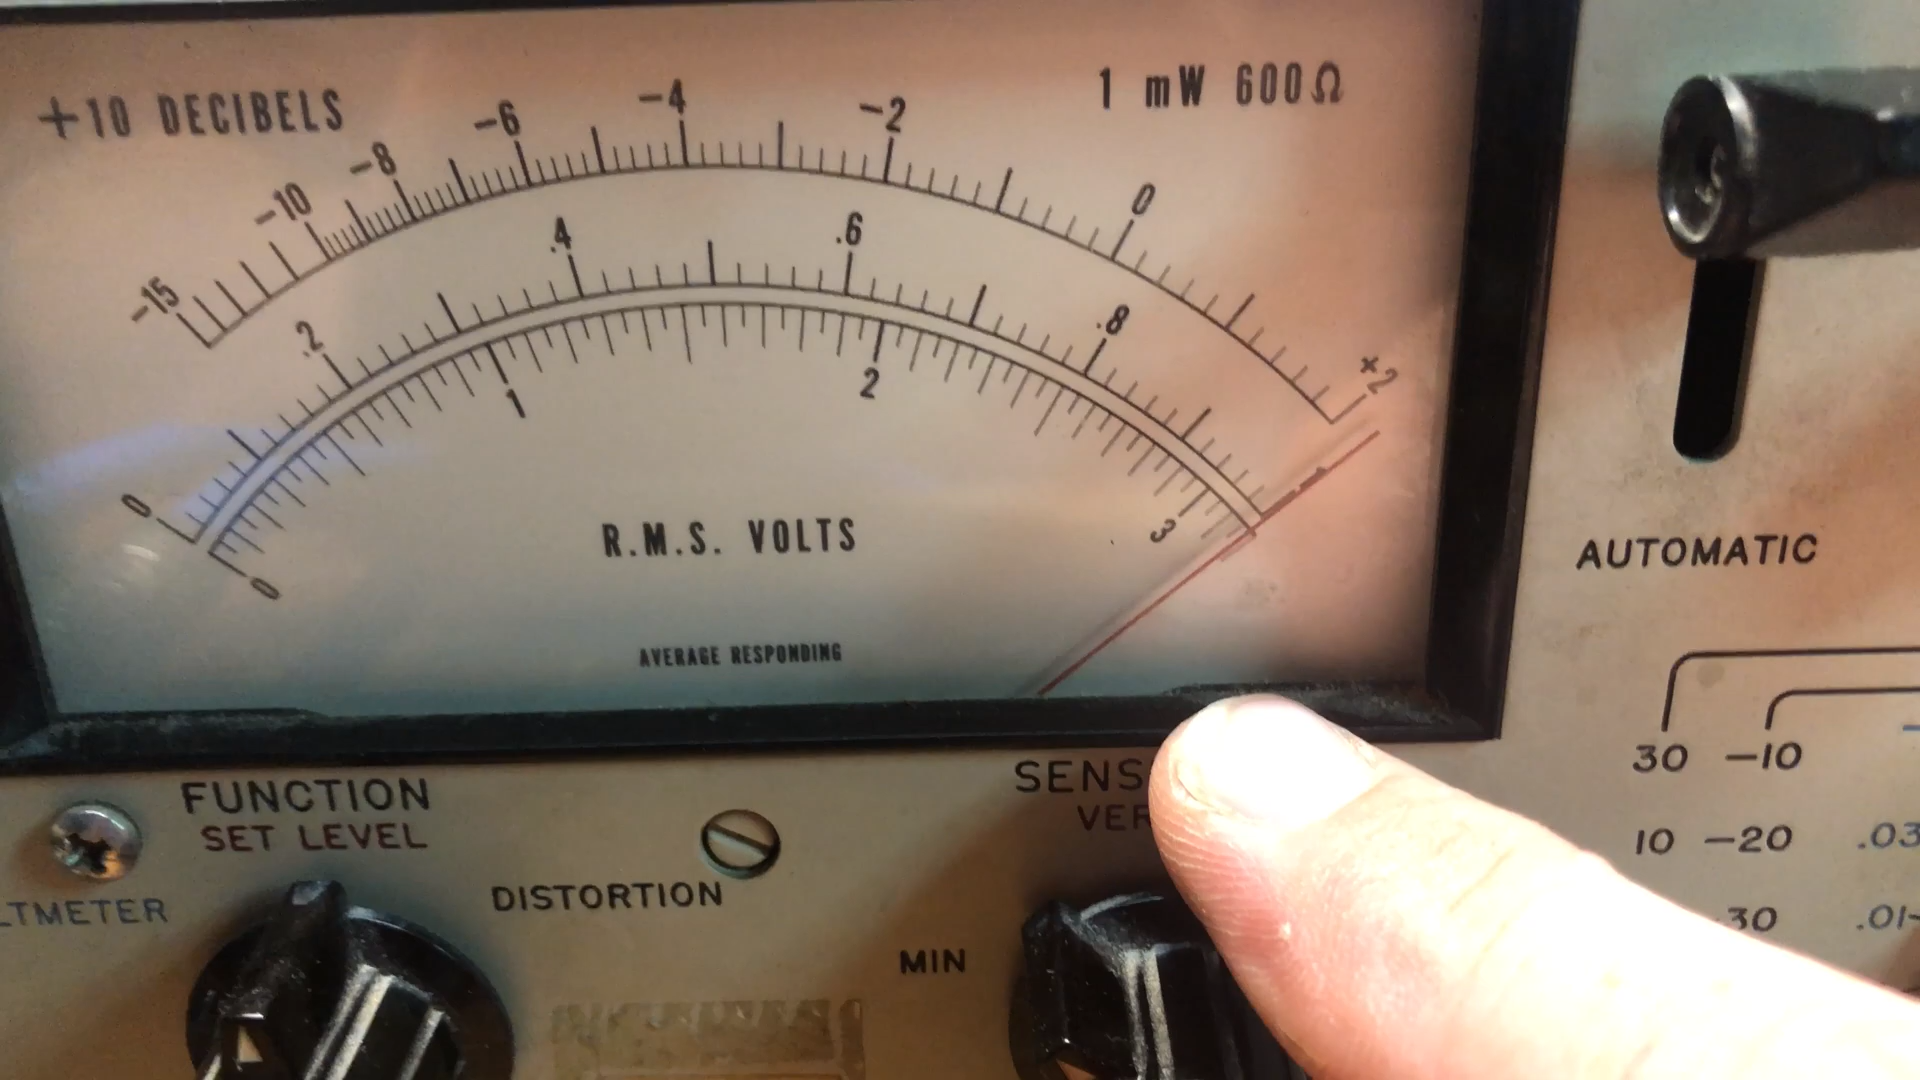 +10 DECIBELS
1 mW 600Ω
-15 -10 -8 -6 -4 -2 0 +2
0 .2 .4 .6 .8 1
0 1 2 3
R.M.S. VOLTS
AVERAGE RESPONDING
AUTOMATIC
30 -10
10 -20 .03
30 .01
FUNCTION
SET LEVEL
LTMETER
DISTORTION
SENS
VER
MIN